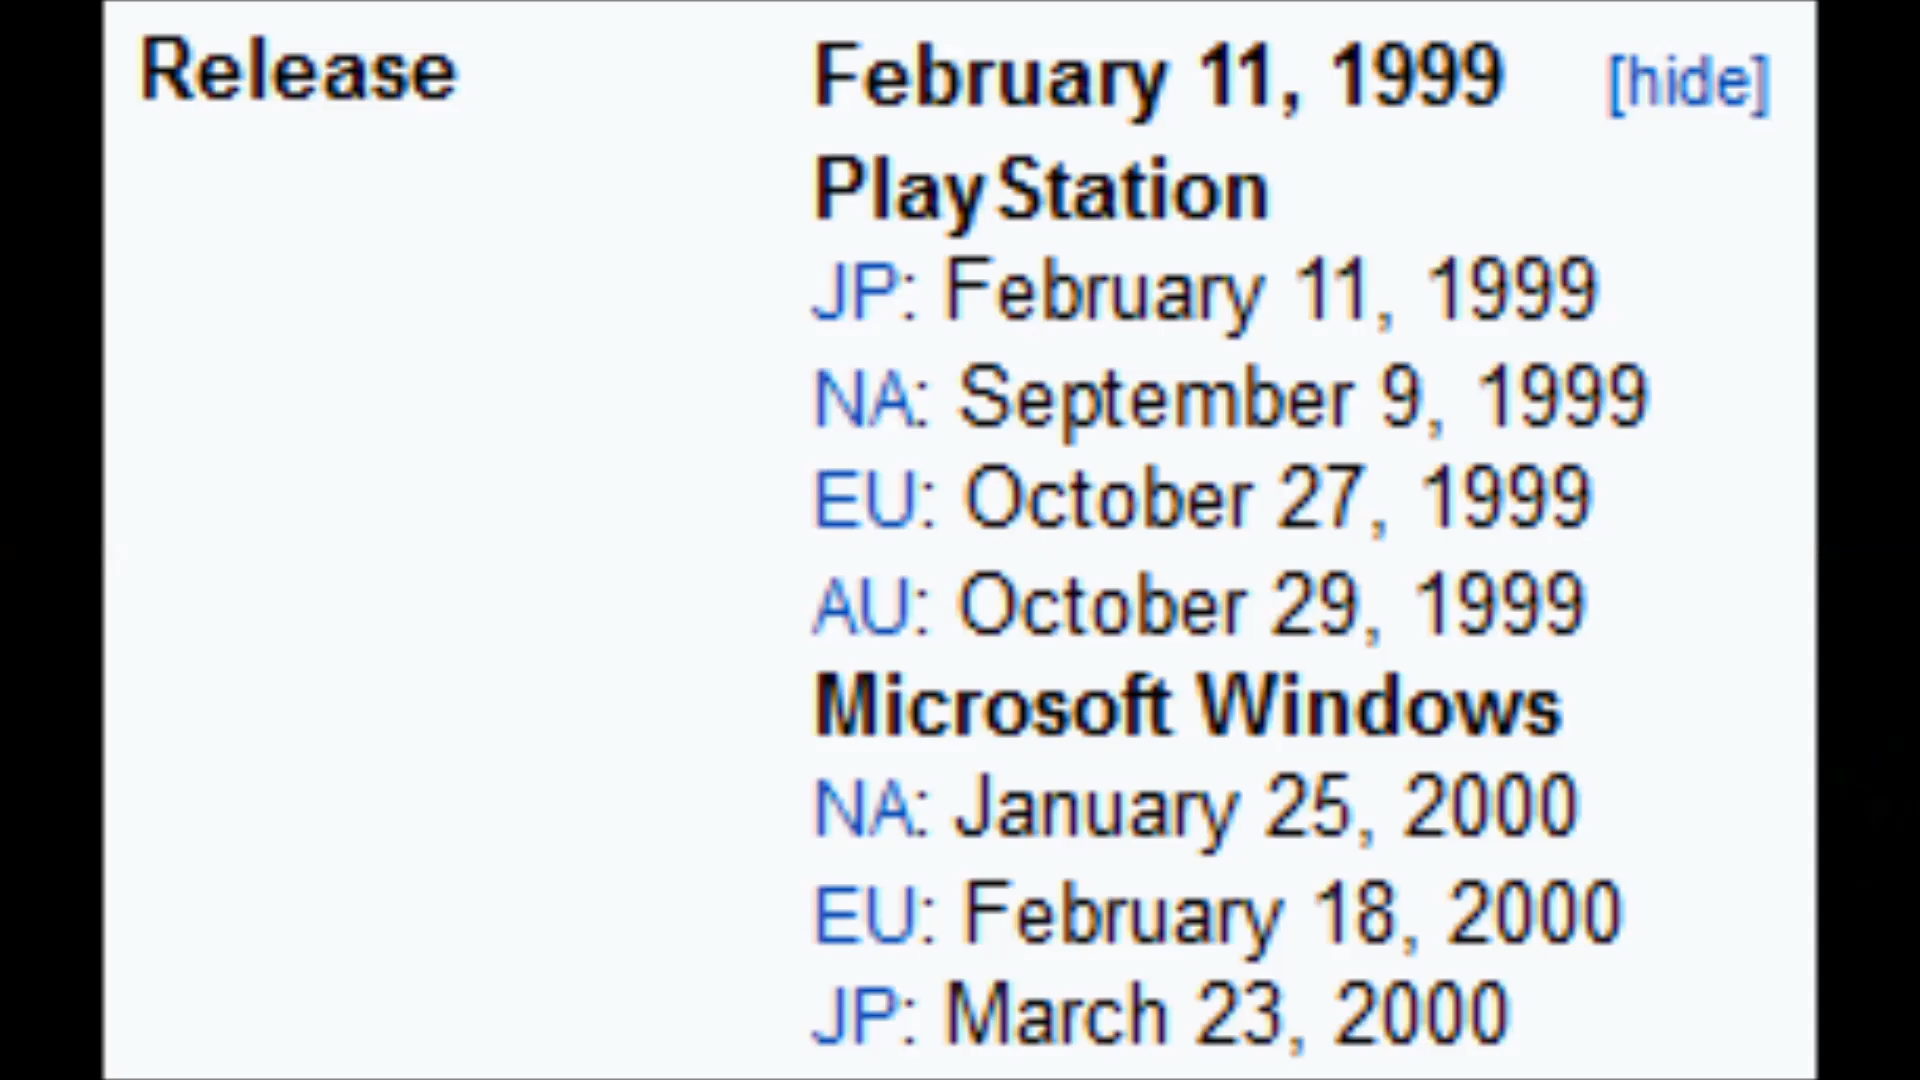 Release
February 11, 1999 [hide]
PlayStation
JP: February 11, 1999
NA: September 9, 1999
EU: October 27, 1999
AU: October 29, 1999
Microsoft Windows
NA: January 25, 2000
EU: February 18, 2000
JP: March 23, 2000